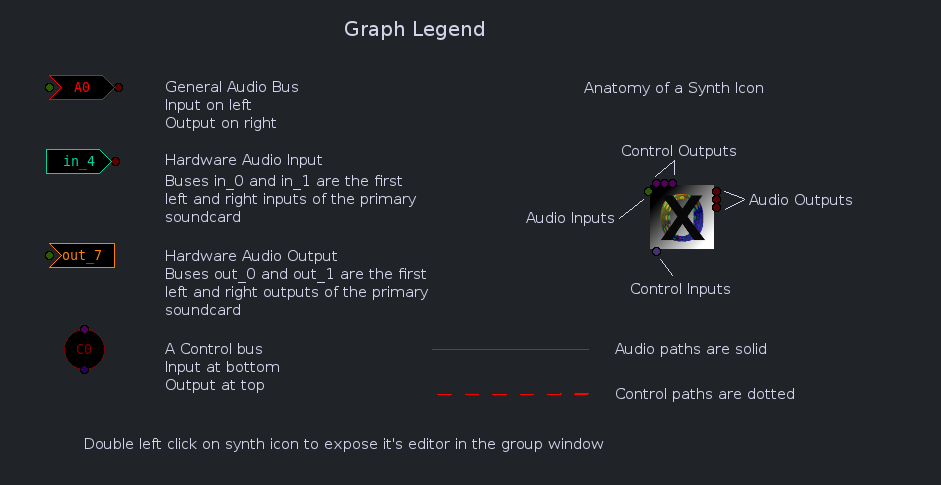 Graph Legend
A0
General Audio Bus
Input on left
Output on right
in_4
Hardware Audio Input
Buses in_0 and in_1 are the first
left and right inputs of the primary
soundcard
out_7
Hardware Audio Output
Buses out_0 and out_1 are the first
left and right outputs of the primary
soundcard
C0
A Control bus
Input at bottom
Output at top
Anatomy of a Synth Icon
Control Outputs
Audio Inputs
X
Audio Outputs
Control Inputs
Audio paths are solid
Control paths are dotted
Double left click on synth icon to expose it's editor in the group window